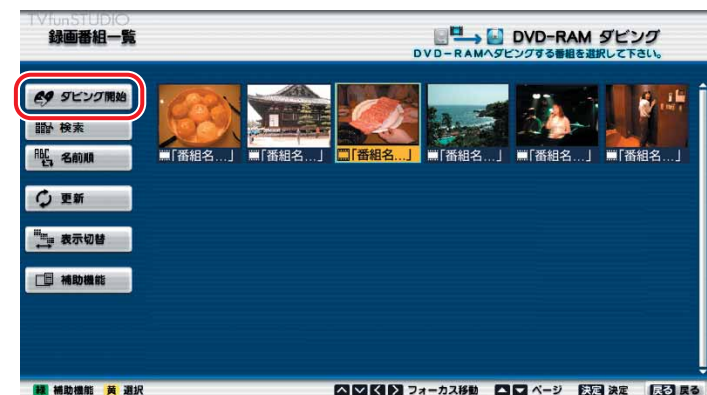 TVfunSTUDIO
録画番組一覧
DVD-RAM ダビング
DVD-RAMへダビングする番組を選択して下さい。
ダビング開始
検索
ABC 名前順
更新
表示切替
補助機能
「番組名...」 「番組名...」 「番組名...」 「番組名...」 「番組名...」 「番組名...」
緑 補助機能 黄 選択 フォーカス移動 ページ 決定 決定 戻る 戻る